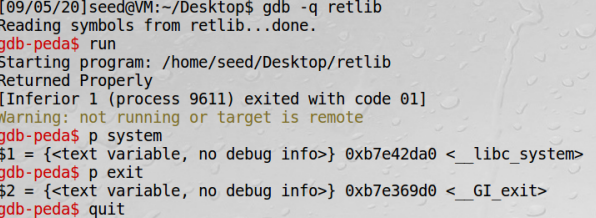 [09/05/20]seed@VM:~/Desktop$ gdb -q retlib
Reading symbols from retlib...done.
gdb-peda$ run
Starting program: /home/seed/Desktop/retlib
Returned Properly
[Inferior 1 (process 9611) exited with code 01]
Warning: not running or target is remote
gdb-peda$ p system
$1 = {<text variable, no debug info>} 0xb7e42da0 <__libc_system>
gdb-peda$ p exit
$2 = {<text variable, no debug info>} 0xb7e369d0 <__GI_exit>
gdb-peda$ quit